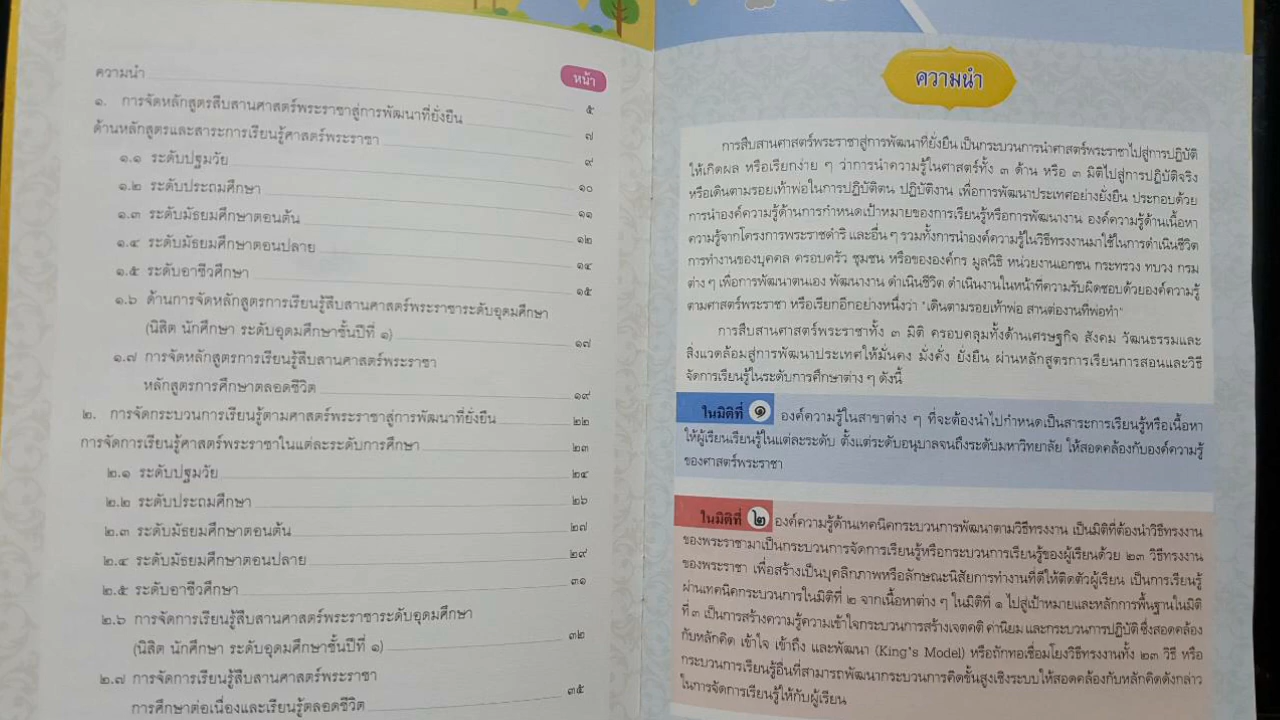 หน้า
ความนำ ๕
๑. การจัดหลักสูตรสืบสานศาสตร์พระราชาสู่การพัฒนาที่ยั่งยืน ๗
ด้านหลักสูตรและสาระการเรียนรู้ศาสตร์พระราชา ๙
๑.๑ ระดับปฐมวัย ๑๐
๑.๒ ระดับประถมศึกษา ๑๑
๑.๓ ระดับมัธยมศึกษาตอนต้น ๑๒
๑.๔ ระดับมัธยมศึกษาตอนปลาย ๑๔
๑.๕ ระดับอาชีวศึกษา ๑๕
๑.๖ ด้านการจัดหลักสูตรการเรียนรู้สืบสานศาสตร์พระราชาระดับอุดมศึกษา
(นิสิต นักศึกษา ระดับอุดมศึกษาชั้นปีที่ ๑) ๑๗
๑.๗ การจัดหลักสูตรการเรียนรู้สืบสานศาสตร์พระราชา
หลักสูตรการศึกษาตลอดชีวิต ๑๙
๒. การจัดกระบวนการเรียนรู้ตามศาสตร์พระราชาสู่การพัฒนาที่ยั่งยืน ๒๒
การจัดการเรียนรู้ศาสตร์พระราชาในแต่ละระดับการศึกษา ๒๓
๒.๑ ระดับปฐมวัย ๒๔
๒.๒ ระดับประถมศึกษา ๒๖
๒.๓ ระดับมัธยมศึกษาตอนต้น ๒๗
๒.๔ ระดับมัธยมศึกษาตอนปลาย ๒๙
๒.๕ ระดับอาชีวศึกษา ๓๑
๒.๖ การจัดการเรียนรู้สืบสานศาสตร์พระราชาระดับอุดมศึกษา
(นิสิต นักศึกษา ระดับอุดมศึกษาชั้นปีที่ ๑) ๓๒
๒.๗ การจัดการเรียนรู้สืบสานศาสตร์พระราชา
การศึกษาต่อเนื่องและเรียนรู้ตลอดชีวิต ๓๕
ความนำ
การสืบสานศาสตร์พระราชาสู่การพัฒนาที่ยั่งยืน เป็นกระบวนการนำศาสตร์พระราชาไปสู่การปฏิบัติ
ให้เกิดผล หรือเรียกง่าย ๆ ว่าการนำความรู้ในศาสตร์ทั้ง ๓ ด้าน หรือ ๓ มิติไปสู่การปฏิบัติจริง
หรือเดินตามรอยเท้าพ่อในการปฏิบัติตน ปฏิบัติงาน เพื่อการพัฒนาประเทศอย่างยั่งยืน ประกอบด้วย
การนำองค์ความรู้ด้านการกำหนดเป้าหมายของการเรียนรู้หรือการพัฒนางาน องค์ความรู้ด้านเนื้อหา
ความรู้จากโครงการพระราชดำริ และอื่น ๆ รวมทั้งการนำองค์ความรู้ในวิธีทรงงานมาใช้ในการดำเนินชีวิต
การทำงานของบุคคล ครอบครัว ชุมชน หรือขององค์กร มูลนิธิ หน่วยงานเอกชน กระทรวง ทบวง กรม
ต่าง ๆ เพื่อการพัฒนาตนเอง พัฒนางาน ดำเนินชีวิต ดำเนินงานในหน้าที่ความรับผิดชอบด้วยองค์ความรู้
ตามศาสตร์พระราชา หรือเรียกอีกอย่างหนึ่งว่า "เดินตามรอยเท้าพ่อ สานต่องานที่พ่อทำ"
การสืบสานศาสตร์พระราชาทั้ง ๓ มิติ ครอบคลุมทั้งด้านเศรษฐกิจ สังคม วัฒนธรรมและ
สิ่งแวดล้อมสู่การพัฒนาประเทศให้มั่นคง มั่งคั่ง ยั่งยืน ผ่านหลักสูตรการเรียนการสอนและวิธี
จัดการเรียนรู้ในระดับการศึกษาต่าง ๆ ดังนี้
ในมิติที่ ๑ องค์ความรู้ในสาขาต่าง ๆ ที่จะต้องนำไปกำหนดเป็นสาระการเรียนรู้หรือเนื้อหา
ให้ผู้เรียนเรียนรู้ในแต่ละระดับ ตั้งแต่ระดับอนุบาลจนถึงระดับมหาวิทยาลัย ให้สอดคล้องกับองค์ความรู้
ของศาสตร์พระราชา
ในมิติที่ ๒ องค์ความรู้ด้านเทคนิคกระบวนการพัฒนาตามวิธีทรงงาน เป็นมิติที่ต้องนำวิธีทรงงาน
ของพระราชามาเป็นกระบวนการจัดการเรียนรู้หรือกระบวนการเรียนรู้ของผู้เรียนด้วย ๒๓ วิธีทรงงาน
ของพระราชา เพื่อสร้างเป็นบุคลิกภาพหรือลักษณะนิสัยการทำงานที่ดีให้ติดตัวผู้เรียน เป็นการเรียนรู้
ผ่านเทคนิคกระบวนการในมิติที่ ๒ จากเนื้อหาต่าง ๆ ในมิติที่ ๑ ไปสู่เป้าหมายและหลักการพื้นฐานในมิติ
ที่ ๓ เป็นการสร้างความรู้ความเข้าใจกระบวนการสร้างเจตคติ ค่านิยม และกระบวนการปฏิบัติ ซึ่งสอดคล้อง
กับหลักคิด เข้าใจ เข้าถึง และพัฒนา (King's Model) หรือถักทอเชื่อมโยงวิธีทรงงานทั้ง ๒๓ วิธี หรือ
กระบวนการเรียนรู้อื่นที่สามารถพัฒนากระบวนการคิดขั้นสูงเชิงระบบให้สอดคล้องกับหลักคิดดังกล่าว
ในการจัดการเรียนรู้ให้กับผู้เรียน